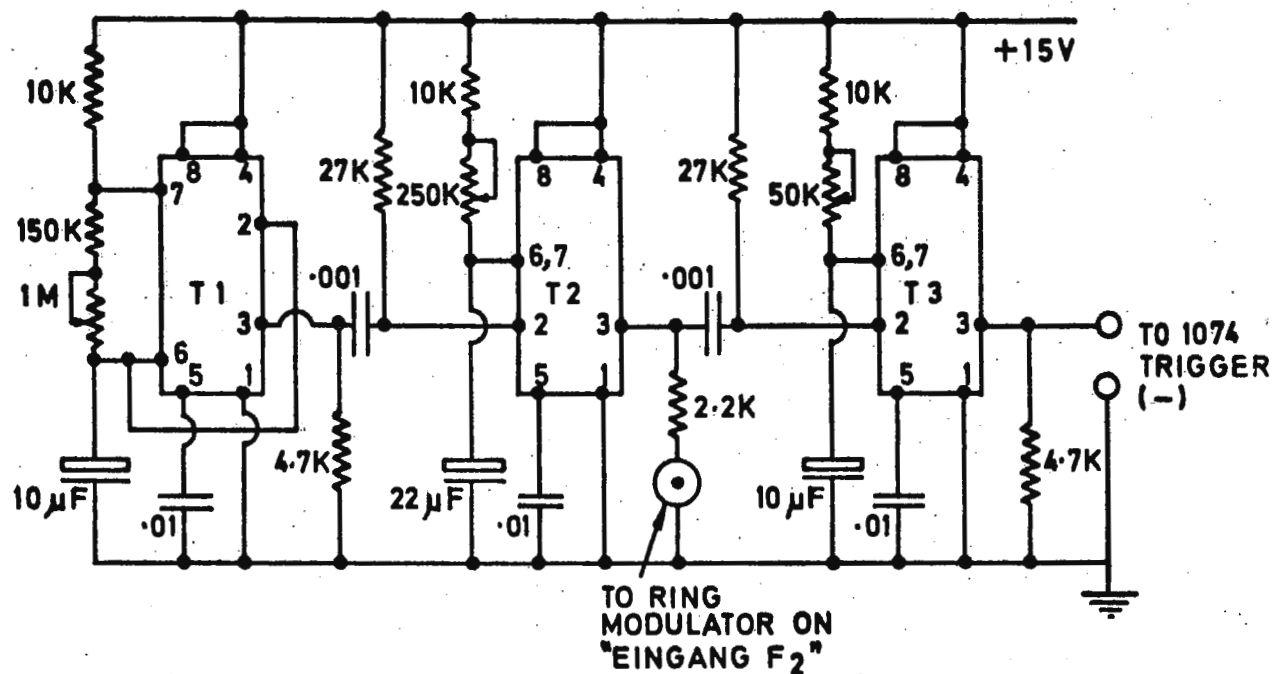 +15V
10K
8
4
7
150K
2
T1
1M
3
6
5
1
10µF
.01
4.7K
27K
.001
10K
8
4
250K
6,7
T2
2
3
5
1
22µF
.01
27K
.001
2.2K
TO RING
MODULATOR ON
"EINGANG F2"
10K
8
4
50K
6,7
T3
2
3
5
1
10µF
.01
4.7K
TO 1074
TRIGGER
(-)